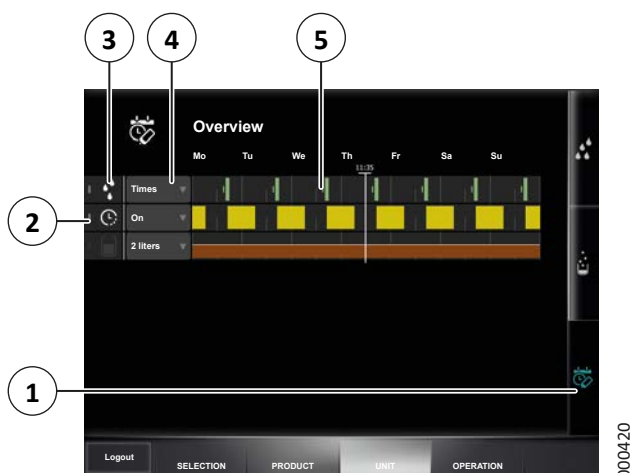 3
4
5
Overview
Mo Tu We Th Fr Sa Su
11:35
Times
2
On
2 liters
1
Logout
SELECTION PRODUCT UNIT OPERATION
000420